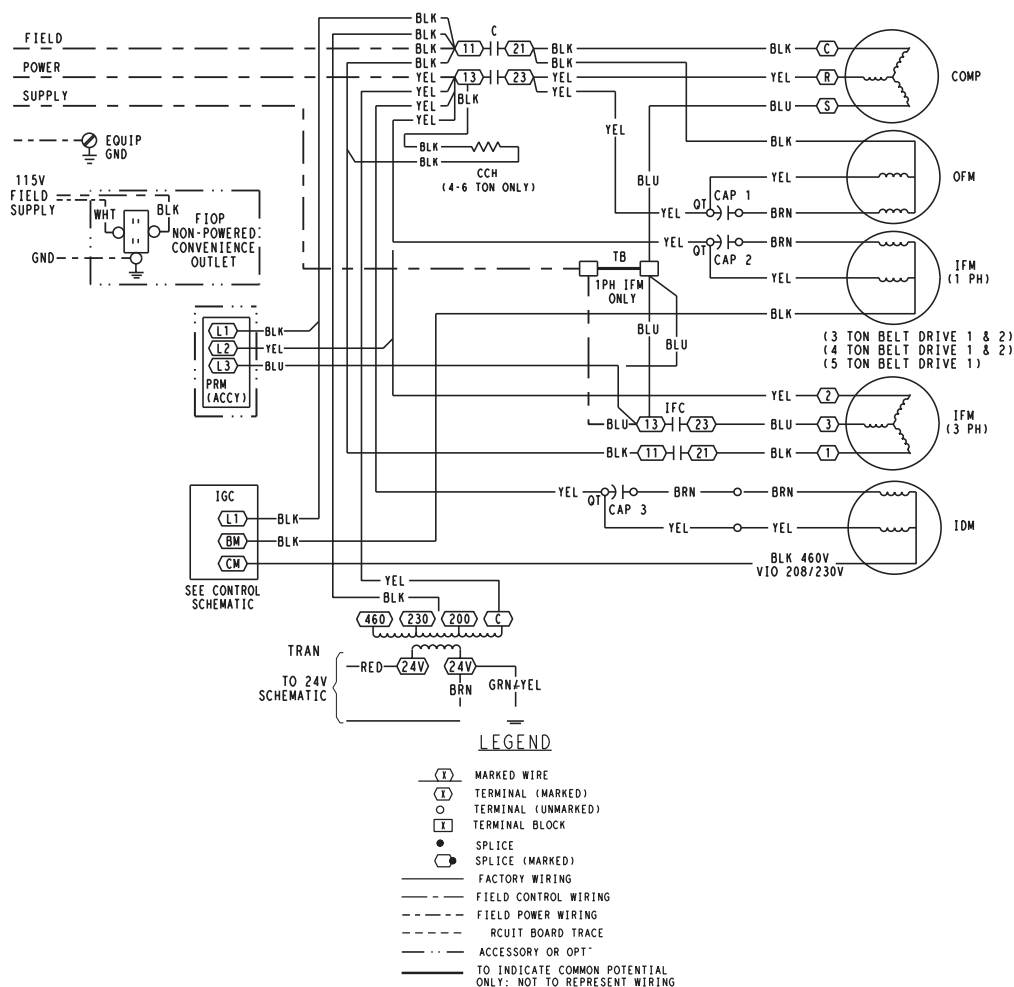 FIELD
POWER
SUPPLY
EQUIP
GND
115V
FIELD
SUPPLY
WHT
BLK
FIOP
NON-POWERED
CONVENIENCE
OUTLET
GND
L1
L2
L3
PRM
(ACCY)
BLK
YEL
BLU
BLK
BLK
BLK
BLK
YEL
YEL
YEL
YEL
C
11
21
13
23
BLK
BLK
BLK
YEL
YEL
BLK
BLK
CCH
(4-6 TON ONLY)
YEL
BLU
BLK
C
YEL
R
BLU
S
COMP
BLK
YEL
OFM
YEL
QT
CAP 1
BRN
YEL
QT
CAP 2
BRN
YEL
BLK
IFM
(1 PH)
TB
1PH IFM
ONLY
BLU
BLU
(3 TON BELT DRIVE 1 & 2)
(4 TON BELT DRIVE 1 & 2)
(5 TON BELT DRIVE 1)
YEL
2
IFC
BLU
13
23
BLU
3
BLK
11
21
BLK
1
IFM
(3 PH)
YEL
QT
CAP 3
BRN
BRN
YEL
YEL
IDM
BLK 460V
VIO 208/230V
IGC
L1
BLK
BM
BLK
CM
SEE CONTROL
SCHEMATIC
YEL
BLK
460
230
200
C
TRAN
RED
24V
24V
TO 24V
SCHEMATIC
BRN
GRN/YEL
LEGEND
X MARKED WIRE
X TERMINAL (MARKED)
TERMINAL (UNMARKED)
X TERMINAL BLOCK
SPLICE
SPLICE (MARKED)
FACTORY WIRING
FIELD CONTROL WIRING
FIELD POWER WIRING
RCUIT BOARD TRACE
ACCESSORY OR OPT
TO INDICATE COMMON POTENTIAL
ONLY: NOT TO REPRESENT WIRING